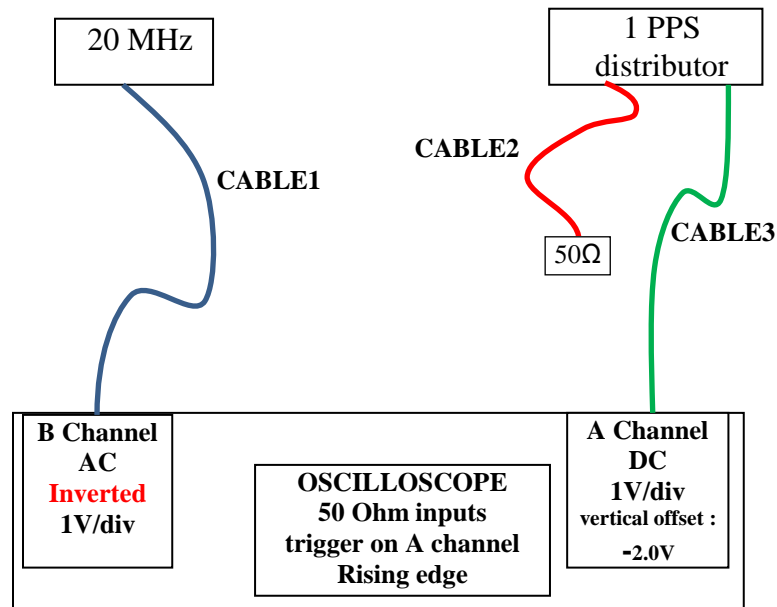 20 MHz
1 PPS
distributor
CABLE2
CABLE1
CABLE3
50Ω
B Channel
AC
Inverted
1V/div
OSCILLOSCOPE
50 Ohm inputs
trigger on A channel
Rising edge
A Channel
DC
1V/div
vertical offset :
-2.0V